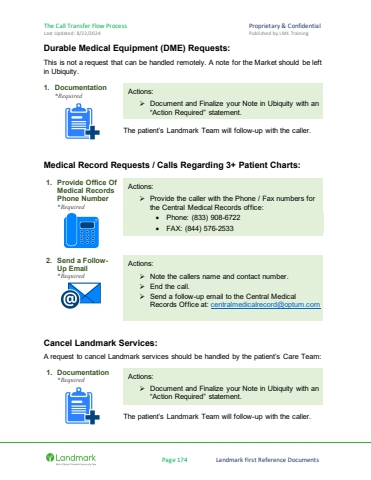 The Call Transfer Flow Process
Proprietary & Confidential
Last updated: 8/22/2024
Published by LMK Training
Durable Medical Equipment (DME) Requests:
This is not a request that can be handled remotely. A note for the Market should be left
in Ubiquity.
1. Documentation
*Required
Actions:
➢ Document and Finalize your Note in Ubiquity with an
"Action Required" statement.
The patient's Landmark Team will follow-up with the caller.
Medical Record Requests / Calls Regarding 3+ Patient Charts:
1. Provide Office Of
Medical Records
Phone Number
*Required
Actions:
➢ Provide the caller with the Phone / Fax numbers for
the Central Medical Records office:
• Phone: (833) 908-6722
• FAX: (844) 576-2533
2. Send a Follow-
Up Email
*Required
Actions:
➢ Note the callers name and contact number.
➢ End the call.
➢ Send a follow-up email to the Central Medical
Records Office at: centralmedicalrecord@optum.com
Cancel Landmark Services:
A request to cancel Landmark services should be handled by the patient's Care Team:
1. Documentation
*Required
Actions:
➢ Document and Finalize your Note in Ubiquity with an
"Action Required" statement.
The patient's Landmark Team will follow-up with the caller.
Landmark
Page 174
Landmark First Reference Documents